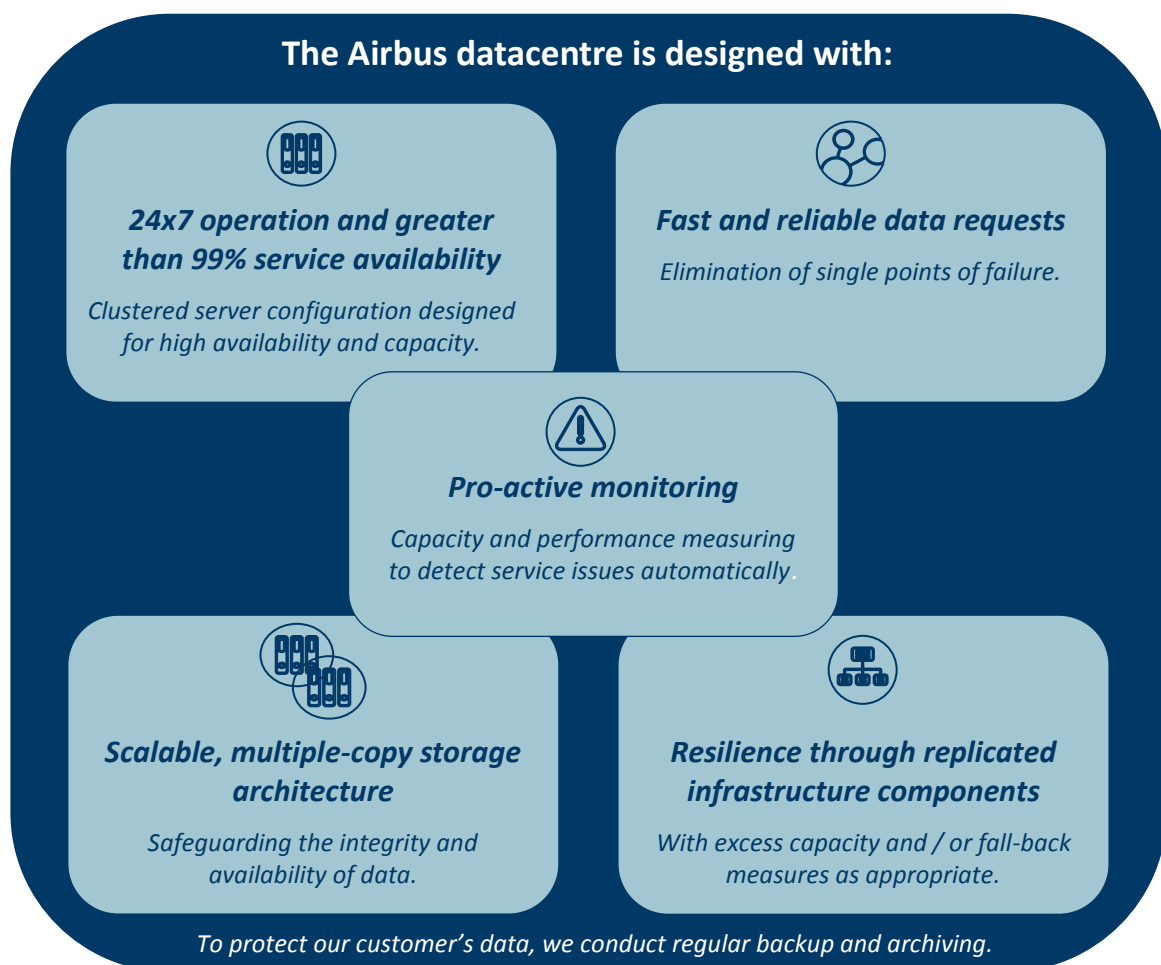 The Airbus datacentre is designed with:
24x7 operation and greater
than 99% service availability
Clustered server configuration designed
for high availability and capacity.
Fast and reliable data requests
Elimination of single points of failure.
Pro-active monitoring
Capacity and performance measuring
to detect service issues automatically.
Scalable, multiple-copy storage
architecture
Safeguarding the integrity and
availability of data.
Resilience through replicated
infrastructure components
With excess capacity and / or fall-back
measures as appropriate.
To protect our customer’s data, we conduct regular backup and archiving.